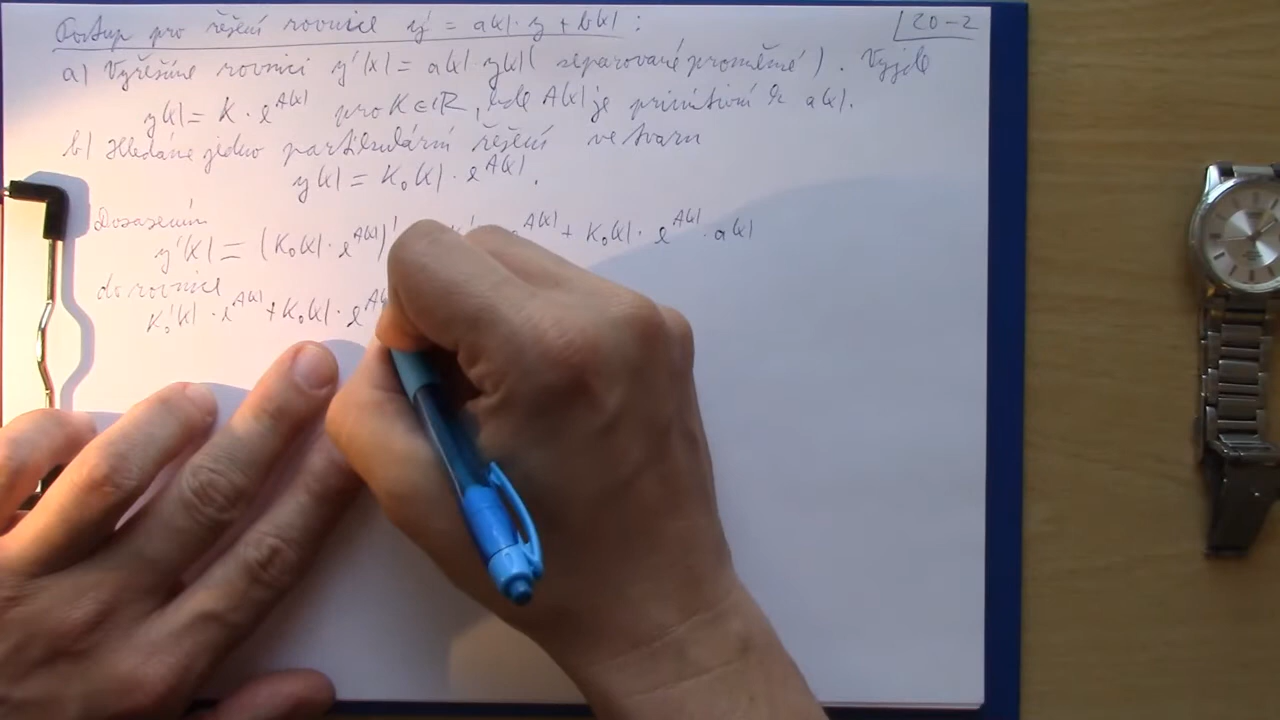 Postup pro řešení rovnice y' = a(x)·y + b(x) :
20-2
a) Vyřešíme rovnici y'(x) = a(x) y(x) ( separované proměnné ). Vyjde
y(x) = K · e^A(x) pro K ∈ ℝ, kde A(x) je primitivní k a(x).
b) Hledáme jedno partikulární řešení ve tvaru
y(x) = K₀(x) · e^A(x).
Dosazením
y'(x) = (K₀(x) · e^A(x))' e^A(x) + K₀(x) · e^A(x) · a(x)
do rovnice
K₀'(x) · e^A(x) + K₀(x) · e^A(x)